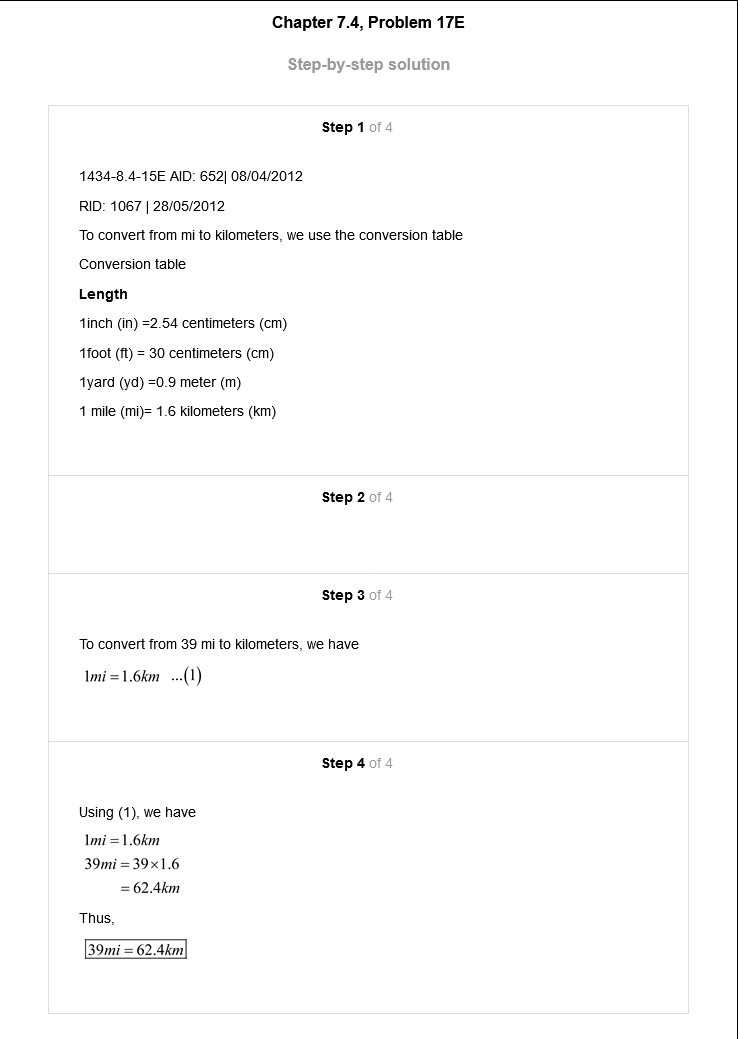 Chapter 7.4, Problem 17E
Step-by-step solution
Step 1 of 4
1434-8.4-15E AID: 652| 08/04/2012
RID: 1067 | 28/05/2012
To convert from mi to kilometers, we use the conversion table
Conversion table
Length
1inch (in) =2.54 centimeters (cm)
1foot (ft) = 30 centimeters (cm)
1yard (yd) =0.9 meter (m)
1 mile (mi)= 1.6 kilometers (km)
Step 2 of 4
Step 3 of 4
To convert from 39 mi to kilometers, we have
1mi = 1.6km ...(1)
Step 4 of 4
Using (1), we have
1mi = 1.6km
39mi = 39×1.6
= 62.4km
Thus,
39mi = 62.4km